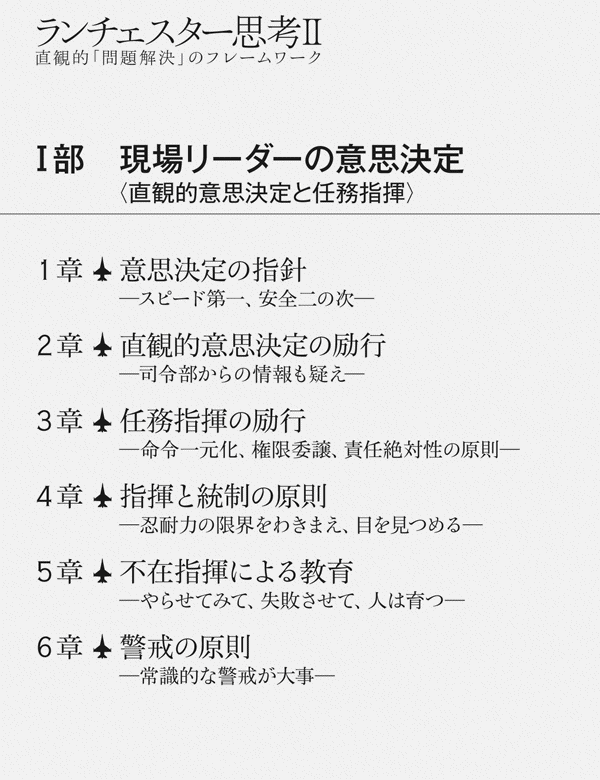 ランチェスター思考Ⅱ
直観的「問題解決」のフレームワーク
Ⅰ部 現場リーダーの意思決定
〈直観的意思決定と任務指揮〉
1章 意思決定の指針
―スピード第一、安全二の次―
2章 直観的意思決定の励行
―司令部からの情報も疑え―
3章 任務指揮の励行
―命令一元化、権限委譲、責任絶対性の原則―
4章 指揮と統制の原則
―忍耐力の限界をわきまえ、目を見つめる―
5章 不在指揮による教育
―やらせてみて、失敗させて、人は育つ―
6章 警戒の原則
―常識的な警戒が大事―